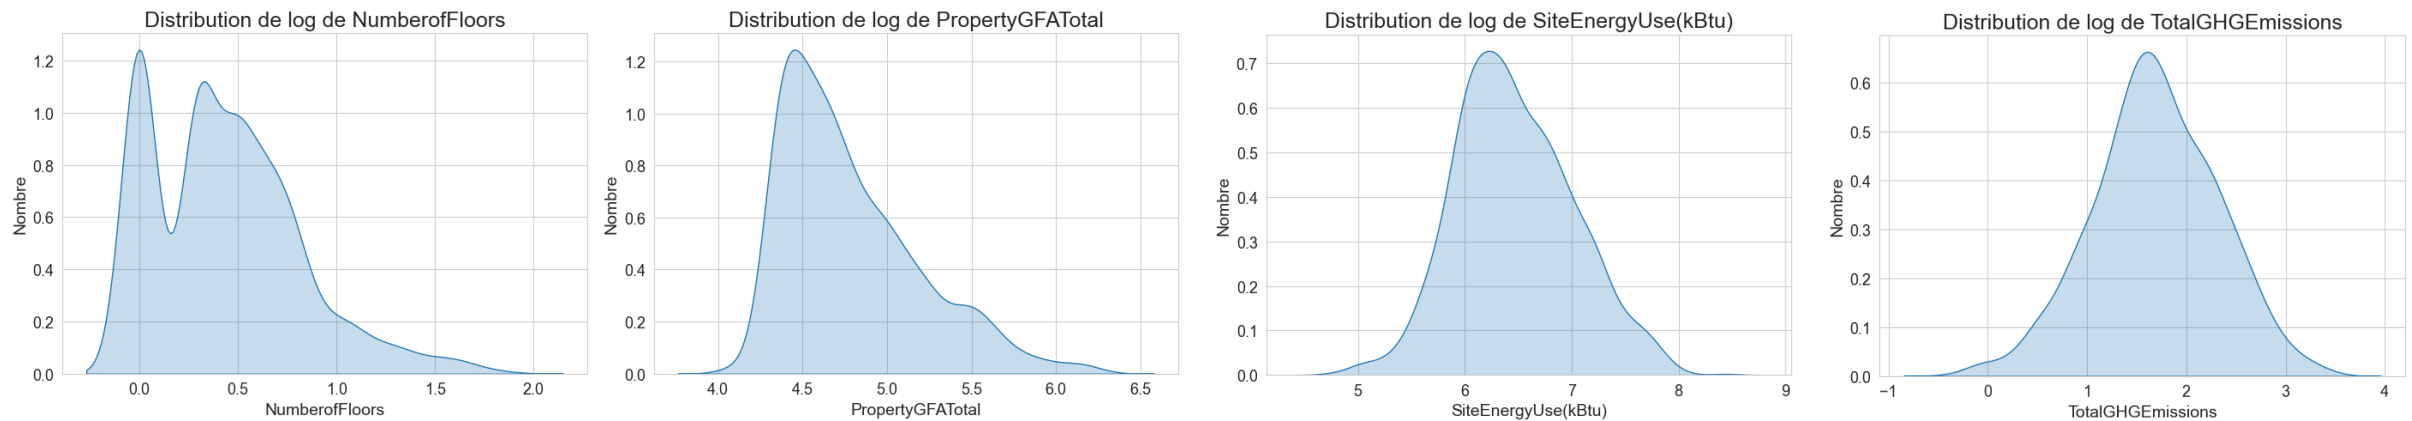 Distribution de log de NumberofFloors
1.2
1.0
0.8
0.6
0.4
0.2
0.0
Nombre
0.0 0.5 1.0 1.5 2.0
NumberofFloors
Distribution de log de PropertyGFATotal
1.2
1.0
0.8
0.6
0.4
0.2
0.0
Nombre
4.0 4.5 5.0 5.5 6.0 6.5
PropertyGFATotal
Distribution de log de SiteEnergyUse(kBtu)
0.7
0.6
0.5
0.4
0.3
0.2
0.1
0.0
Nombre
5 6 7 8 9
SiteEnergyUse(kBtu)
Distribution de log de TotalGHGEmissions
0.6
0.5
0.4
0.3
0.2
0.1
0.0
Nombre
−1 0 1 2 3 4
TotalGHGEmissions